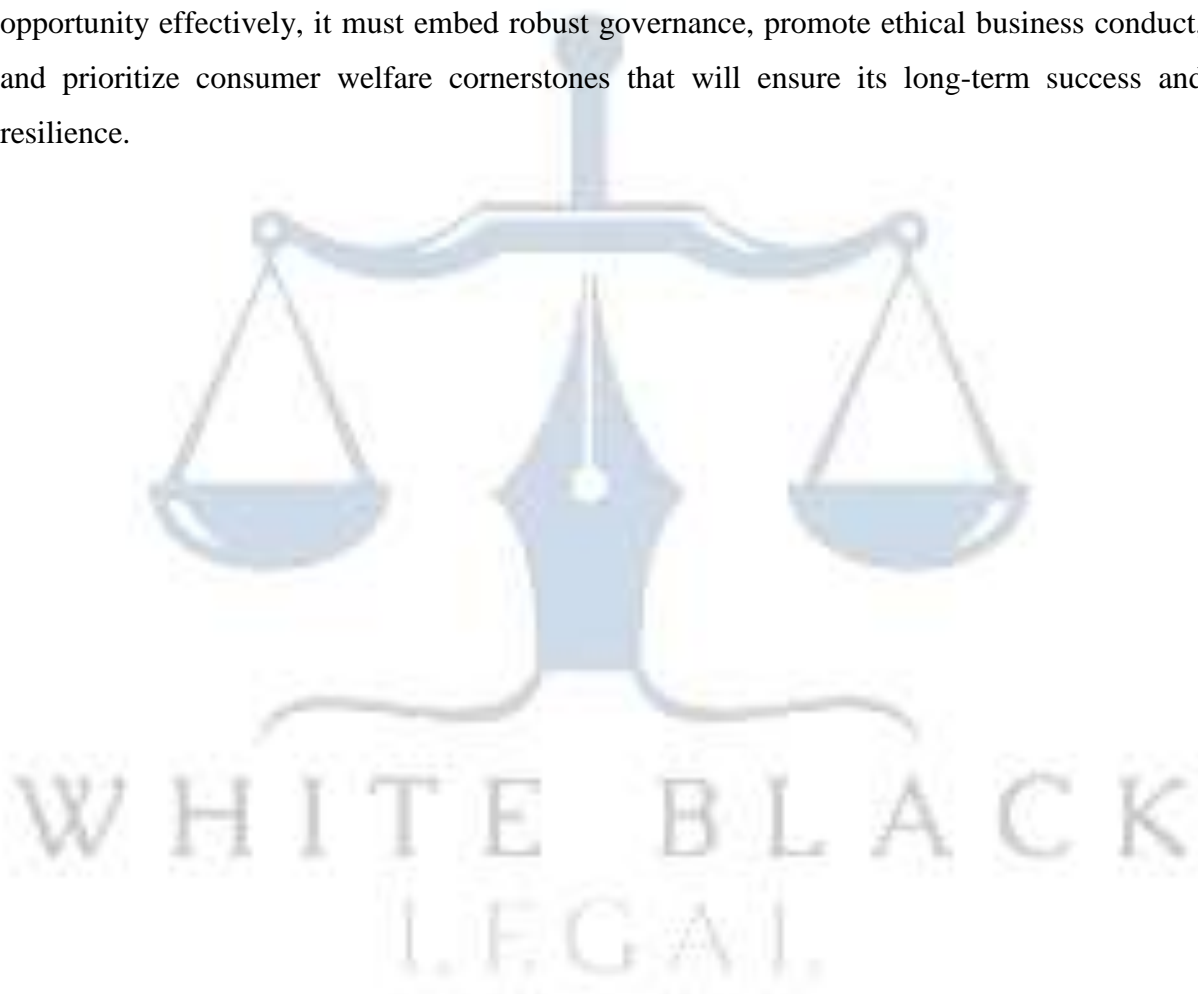 opportunity effectively, it must embed robust governance, promote ethical business conduct,
and prioritize consumer welfare cornerstones that will ensure its long-term success and
resilience.
WHITE BLACK
LEGAL